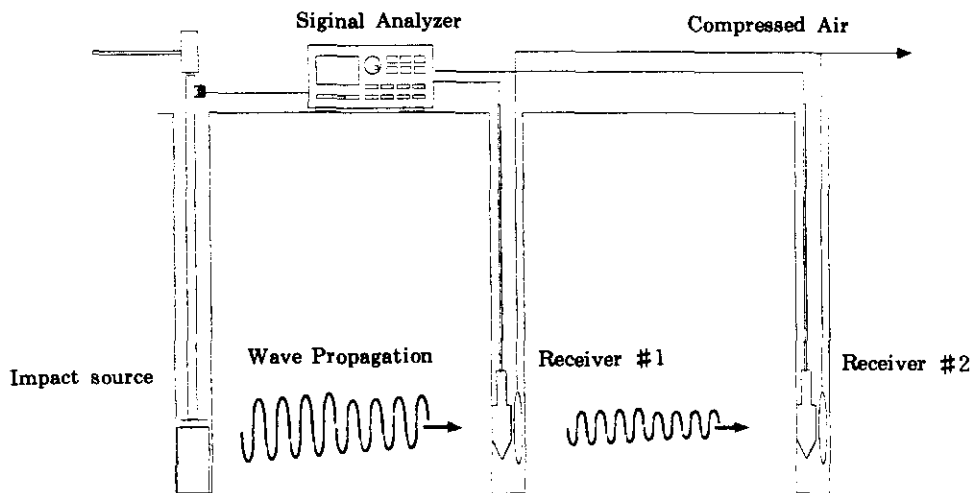 Siginal Analyzer
Compressed Air
Wave Propagation
Receiver #1
Receiver #2
Impact source